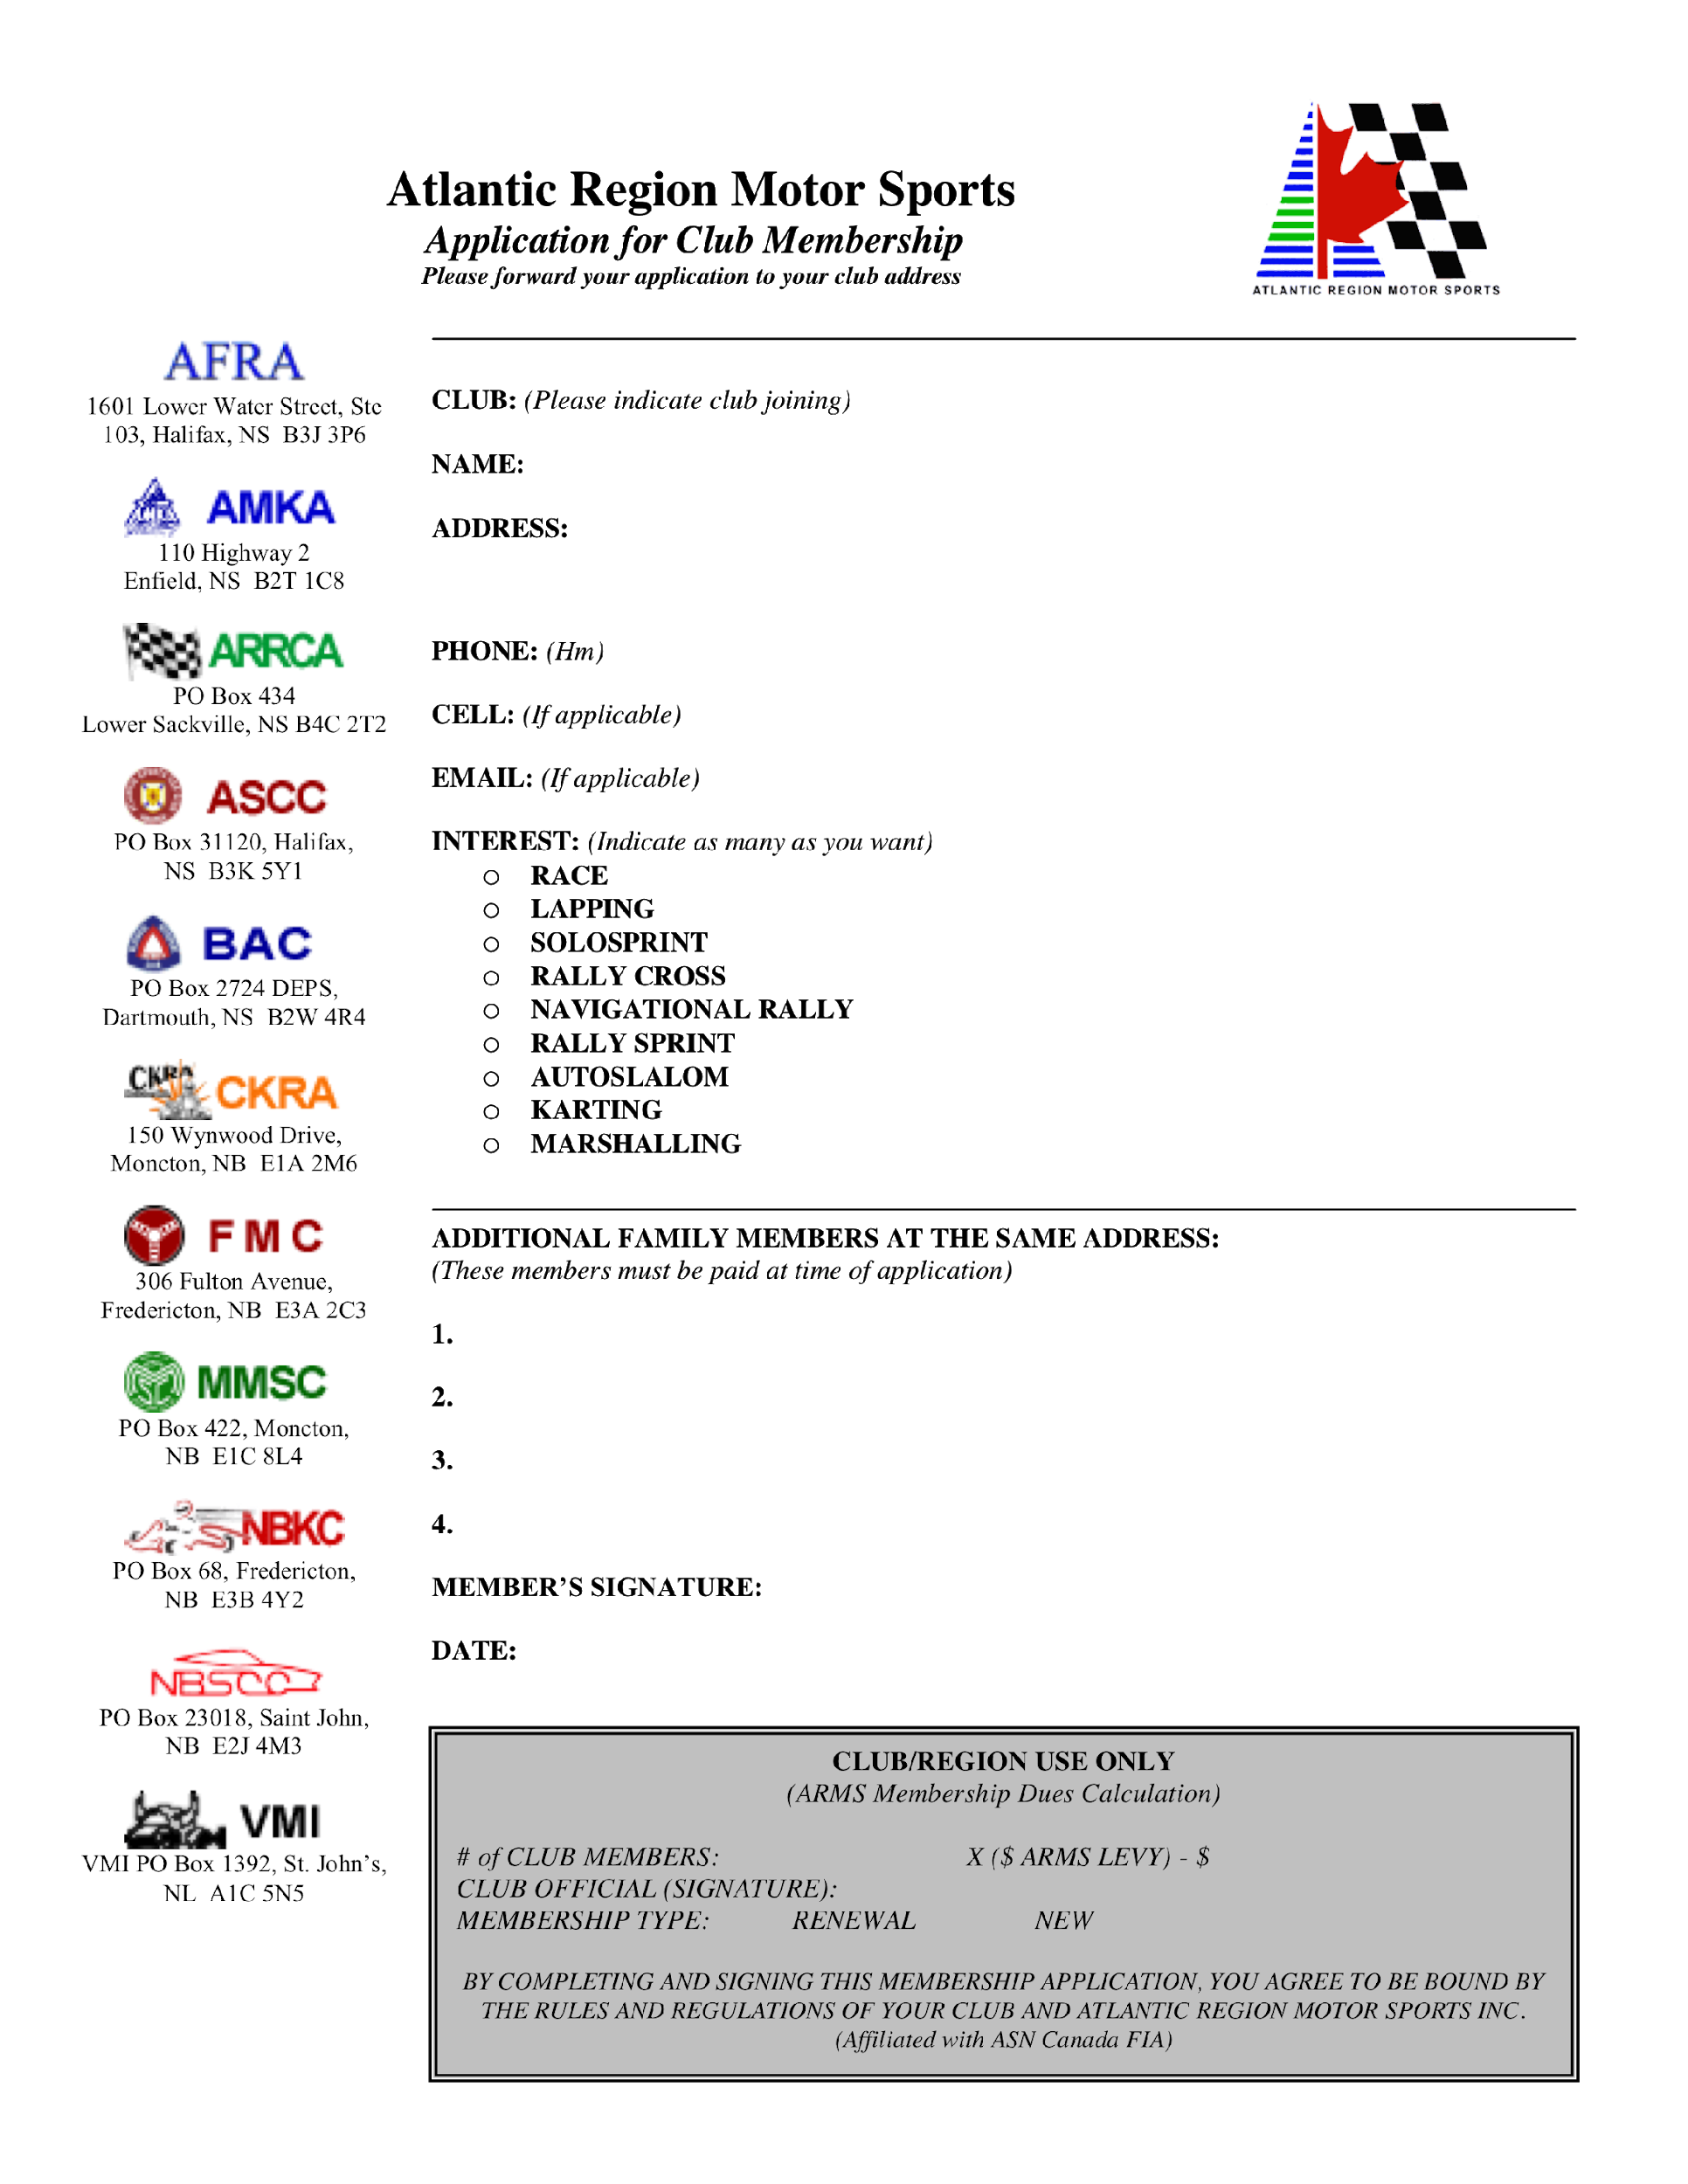 Atlantic Region Motor Sports
Application for Club Membership
Please forward your application to your club address
ATLANTIC REGION MOTOR SPORTS
AFRA
1601 Lower Water Street, Ste
103, Halifax, NS B3J 3P6
AMKA
110 Highway 2
Enfield, NS B2T 1C8
ARRCA
PO Box 434
Lower Sackville, NS B4C 2T2
ASCC
PO Box 31120, Halifax,
NS B3K 5Y1
BAC
PO Box 2724 DEPS,
Dartmouth, NS B2W 4R4
CKRA CKRA
150 Wynwood Drive,
Moncton, NB E1A 2M6
FMC
306 Fulton Avenue,
Fredericton, NB E3A 2C3
MMSC
PO Box 422, Moncton,
NB E1C 8L4
NBKC
PO Box 68, Fredericton,
NB E3B 4Y2
NBSCC
PO Box 23018, Saint John,
NB E2J 4M3
VMI
VMI PO Box 1392, St. John's,
NL A1C 5N5
CLUB: (Please indicate club joining)
NAME:
ADDRESS:
PHONE: (Hm)
CELL: (If applicable)
EMAIL: (If applicable)
INTEREST: (Indicate as many as you want)
o RACE
o LAPPING
o SOLOSPRINT
o RALLY CROSS
o NAVIGATIONAL RALLY
o RALLY SPRINT
o AUTOSLALOM
o KARTING
o MARSHALLING
ADDITIONAL FAMILY MEMBERS AT THE SAME ADDRESS:
(These members must be paid at time of application)
1.
2.
3.
4.
MEMBER'S SIGNATURE:
DATE:
CLUB/REGION USE ONLY
(ARMS Membership Dues Calculation)
# of CLUB MEMBERS: X ($ ARMS LEVY) - $
CLUB OFFICIAL (SIGNATURE):
MEMBERSHIP TYPE: RENEWAL NEW
BY COMPLETING AND SIGNING THIS MEMBERSHIP APPLICATION, YOU AGREE TO BE BOUND BY
THE RULES AND REGULATIONS OF YOUR CLUB AND ATLANTIC REGION MOTOR SPORTS INC.
(Affiliated with ASN Canada FIA)